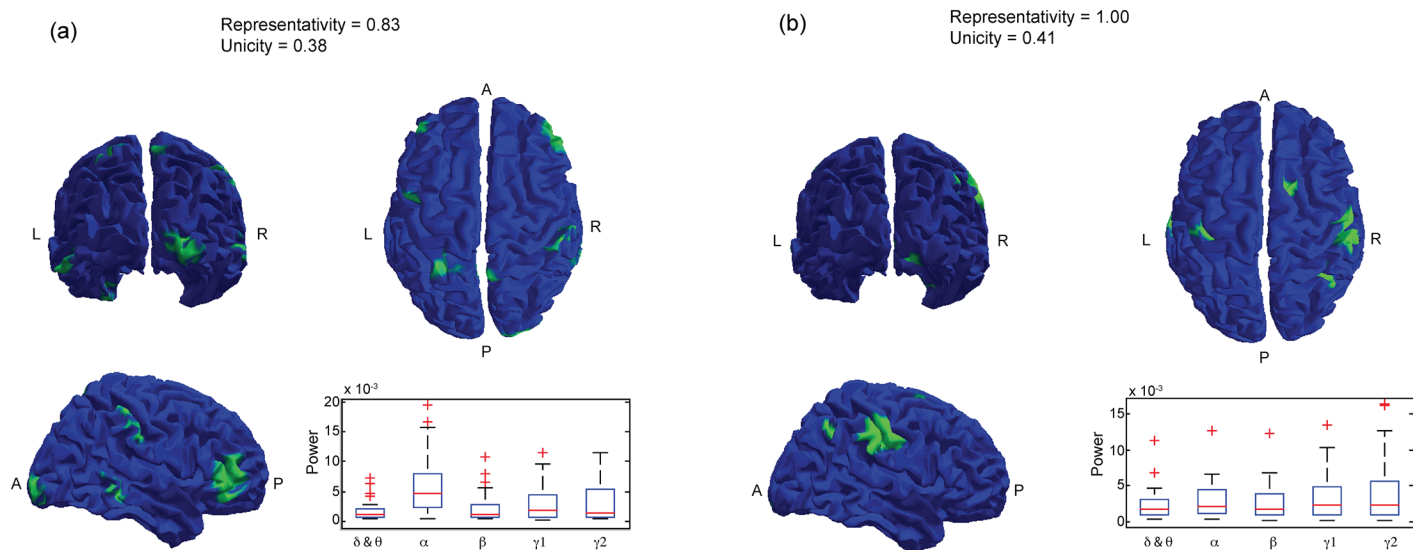 (a)
Representativity = 0.83
Unicity = 0.38
A
L
R
L
R
P
A
P
x 10⁻³
Power
20
15
10
5
0
δ & θ
α
β
γ1
γ2
(b)
Representativity = 1.00
Unicity = 0.41
A
L
R
L
R
P
A
P
x 10⁻³
Power
15
10
5
0
δ & θ
α
β
γ1
γ2